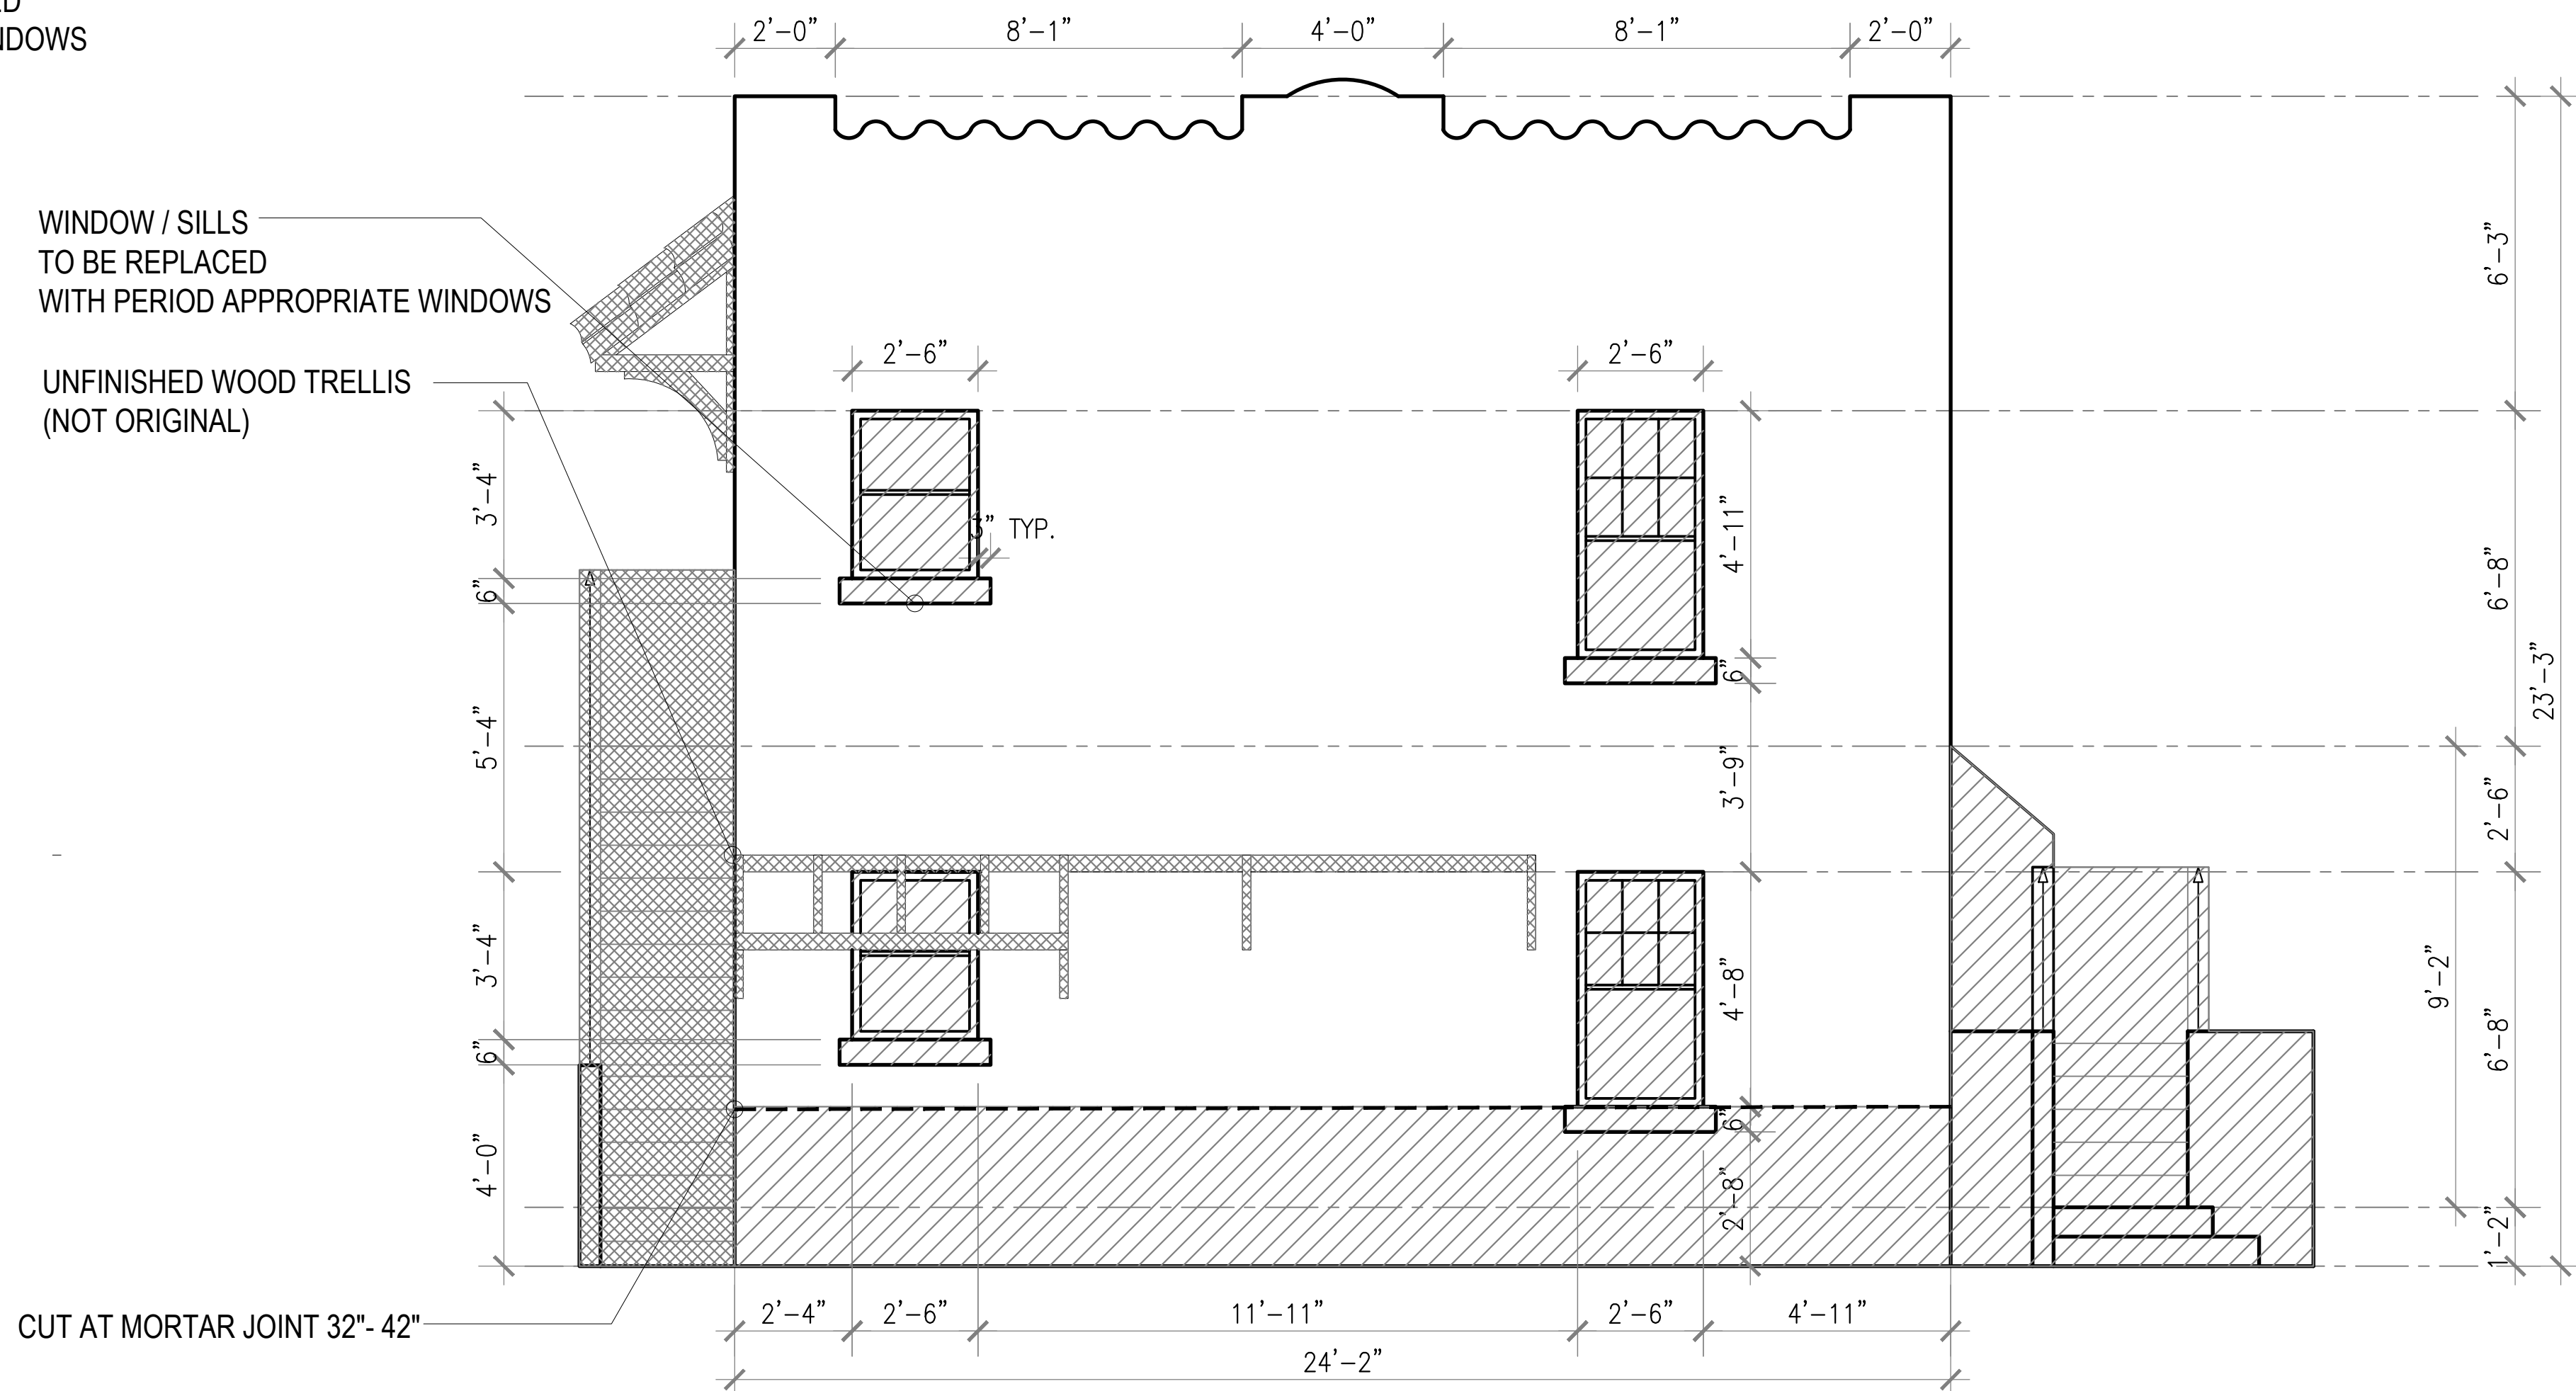 DOWS
2'-0" 8'-1" 4'-0" 8'-1" 2'-0"
WINDOW / SILLS
TO BE REPLACED
WITH PERIOD APPROPRIATE WINDOWS
UNFINISHED WOOD TRELLIS
(NOT ORIGINAL)
2'-6" 2'-6"
3" TYP.
3'-4"
6"
5'-4"
3'-4"
6"
4'-0"
4'-11"
6"
3'-9"
4'-8"
6"
2'-8"
9'-2"
6'-3"
6'-8"
2'-6"
6'-8"
1'-2"
23'-3"
CUT AT MORTAR JOINT 32"- 42"
2'-4" 2'-6" 11'-11" 2'-6" 4'-11"
24'-2"